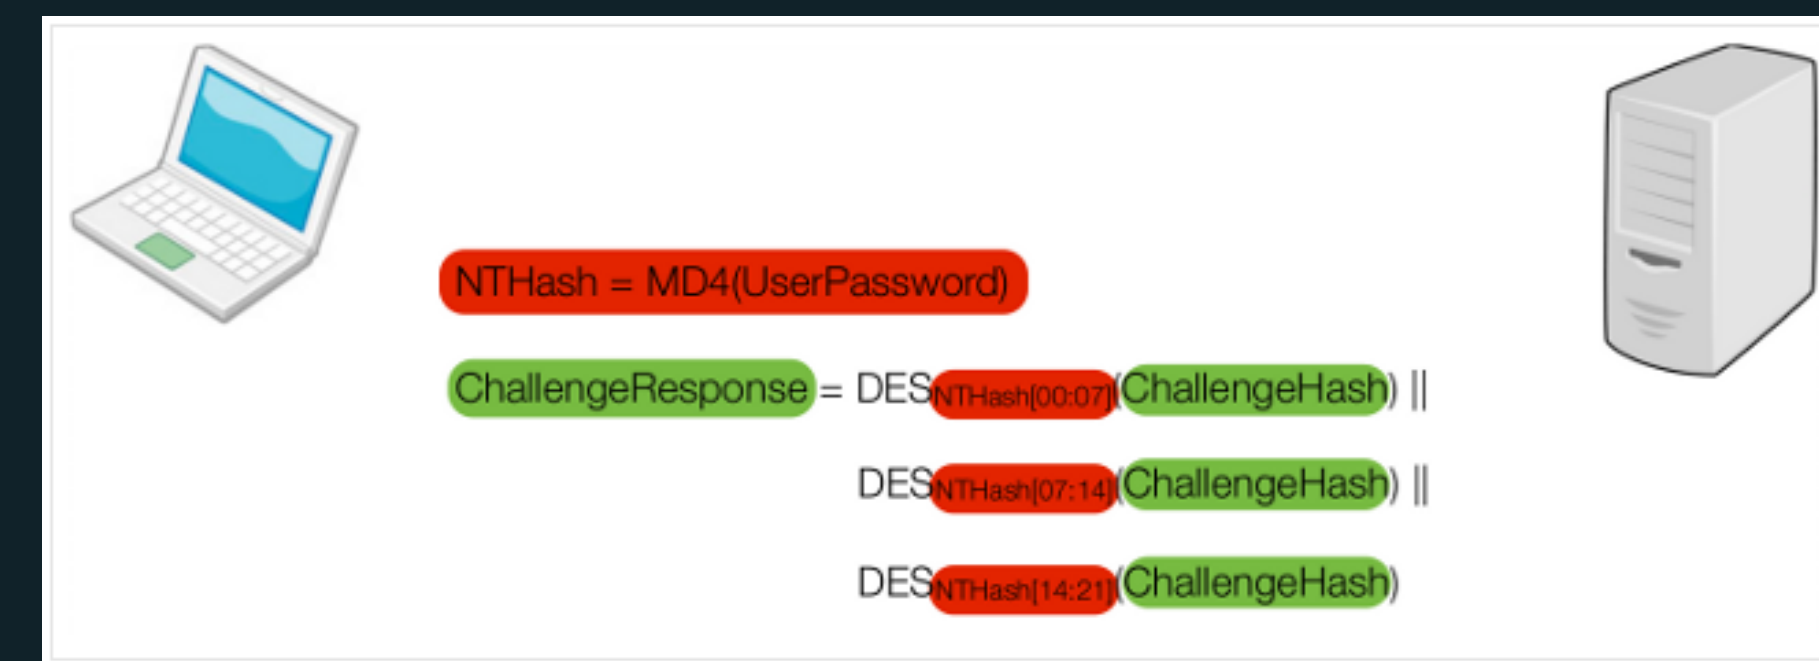 NTHash = MD4(UserPassword)
ChallengeResponse = DESNTHash[00:07](ChallengeHash) ||
DESNTHash[07:14](ChallengeHash) ||
DESNTHash[14:21](ChallengeHash)